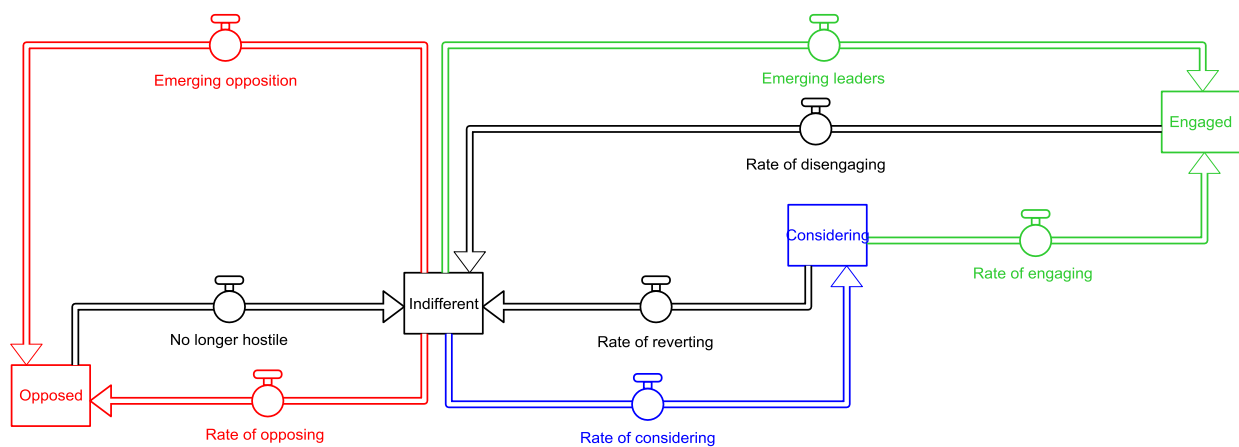 Emerging opposition
Emerging leaders
Engaged
Rate of disengaging
Considering
Rate of engaging
Indifferent
No longer hostile
Rate of reverting
Opposed
Rate of opposing
Rate of considering